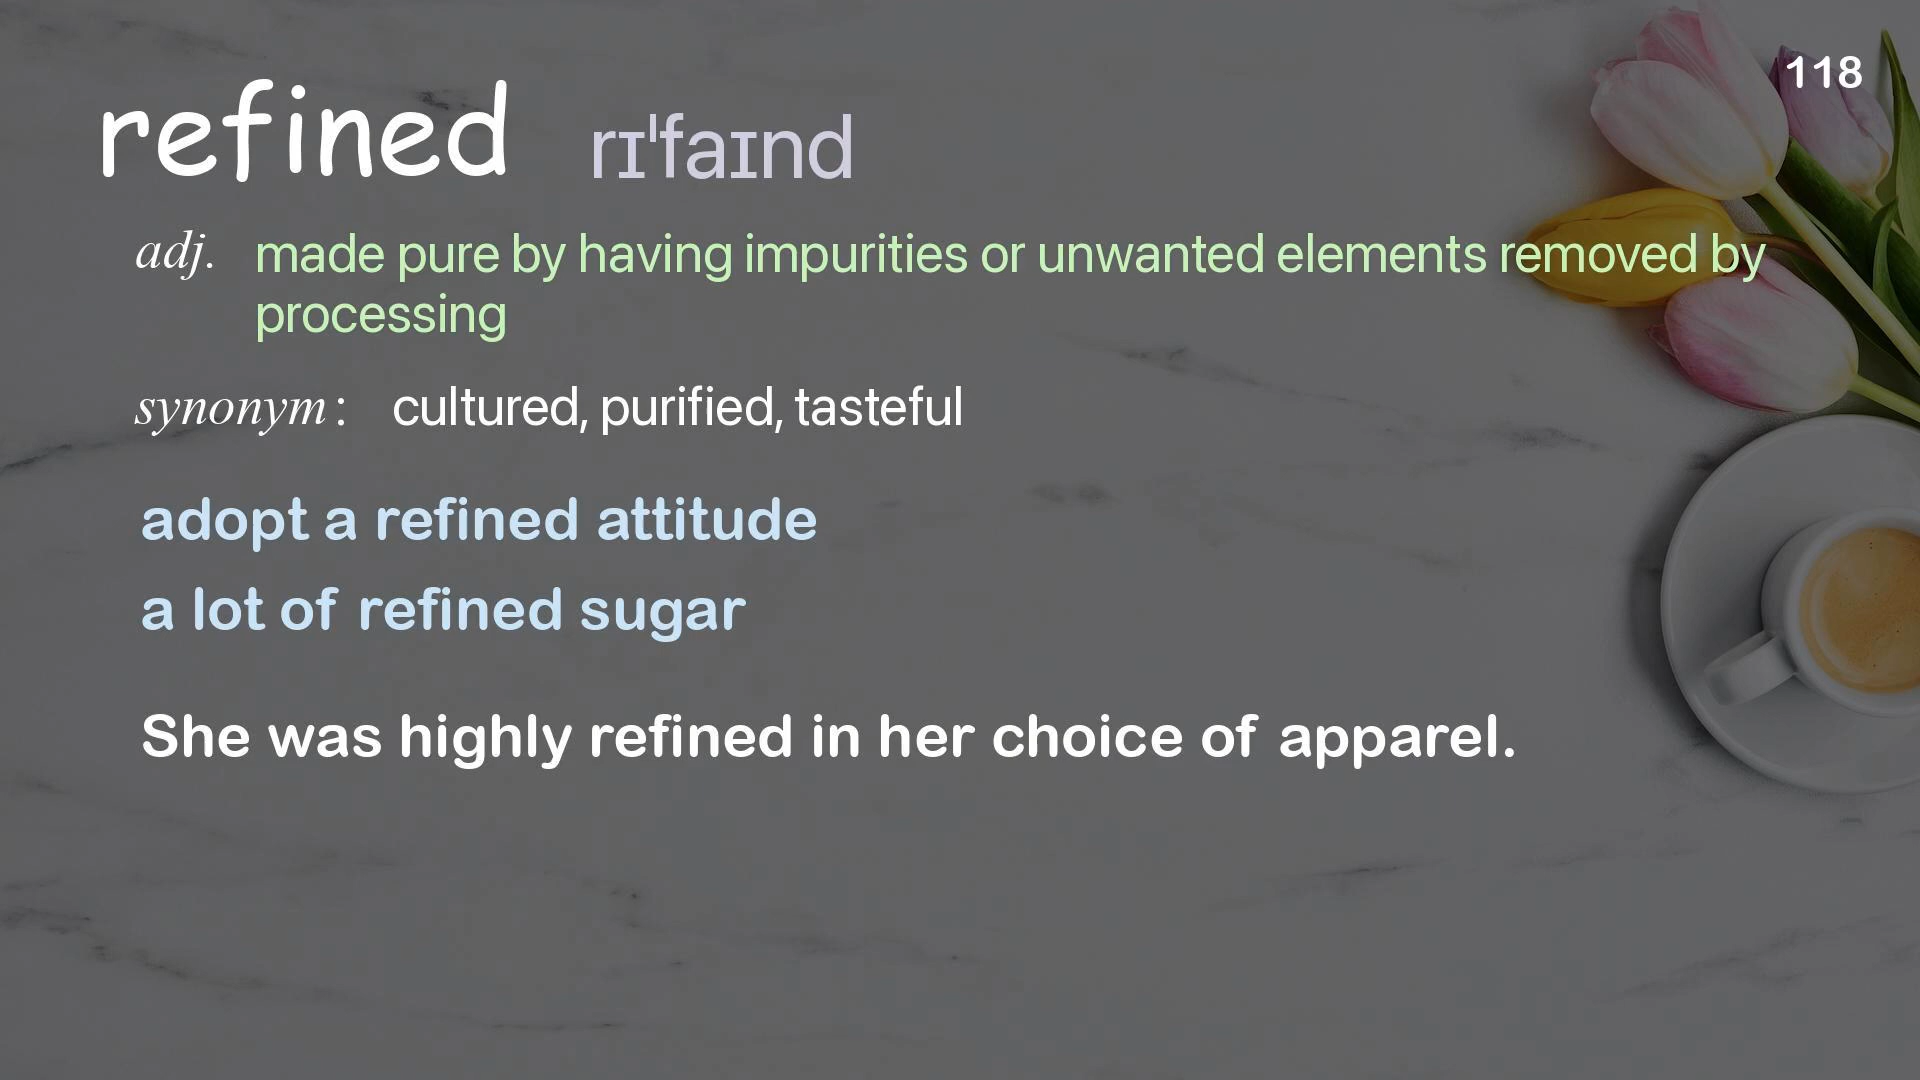 118
refined rɪˈfaɪnd
adj. made pure by having impurities or unwanted elements removed by
processing
synonym: cultured, purified, tasteful
adopt a refined attitude
a lot of refined sugar
She was highly refined in her choice of apparel.